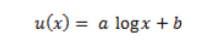 u(x) = a logx + b